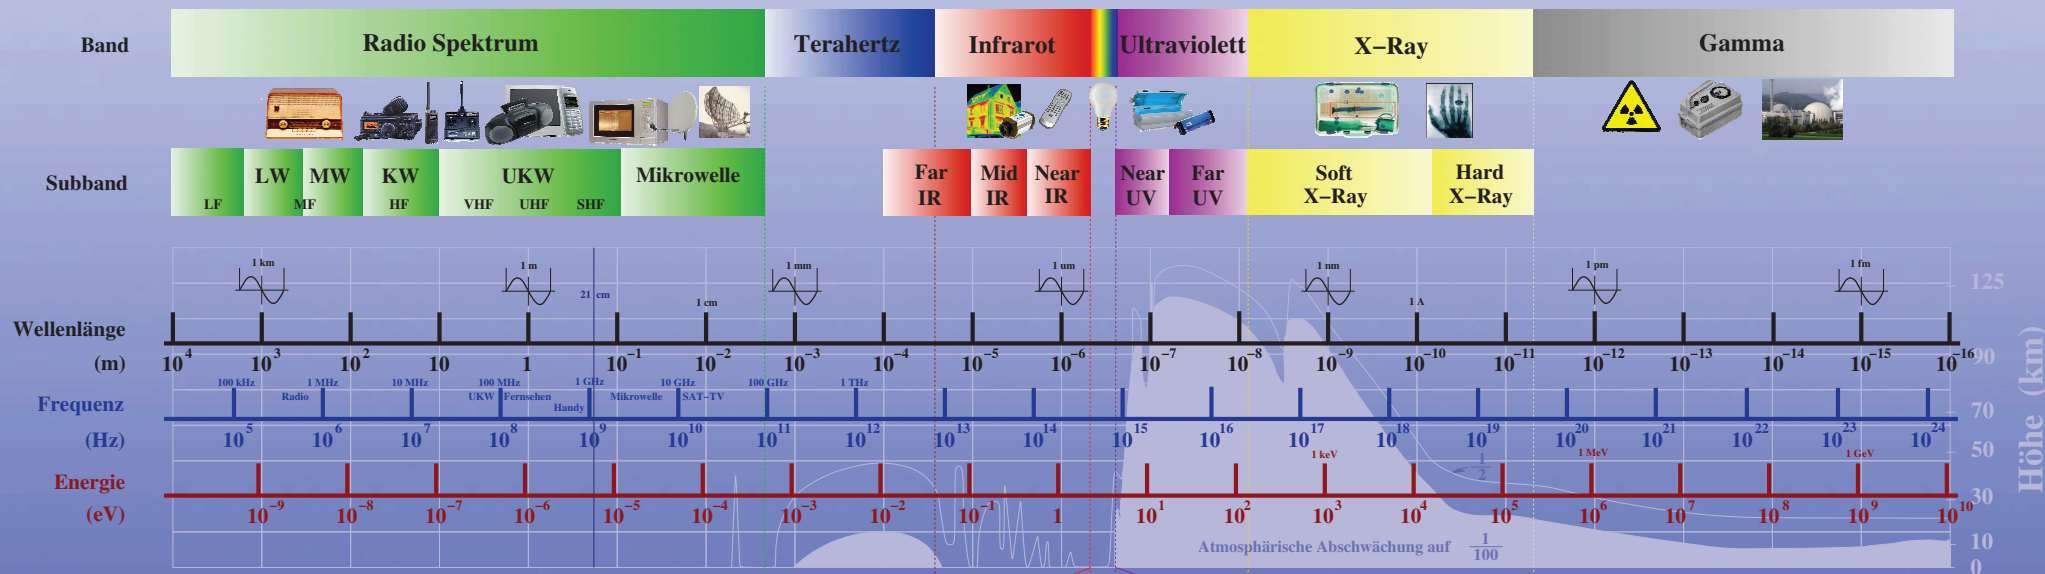 Band
Radio Spektrum
Terahertz
Infrarot
Ultraviolett
X-Ray
Gamma
Subband
LF
LW
MW
MF
KW
HF
UKW
VHF UHF SHF
Mikrowelle
Far
IR
Mid
IR
Near
IR
Near
UV
Far
UV
Soft
X-Ray
Hard
X-Ray
1 km
1 m
21 cm
1 cm
1 mm
1 um
1 nm
1 A
1 pm
1 fm
Wellenlänge
(m)
10^4 10^3 10^2 10 1 10^-1 10^-2 10^-3 10^-4 10^-5 10^-6 10^-7 10^-8 10^-9 10^-10 10^-11 10^-12 10^-13 10^-14 10^-15 10^-16
100 kHz 1 MHz 10 MHz 100 MHz 1 GHz 10 GHz 100 GHz 1 THz
Radio UKW Fernsehen Handy Mikrowelle SAT-TV
Frequenz
(Hz)
10^5 10^6 10^7 10^8 10^9 10^10 10^11 10^12 10^13 10^14 10^15 10^16 10^17 10^18 10^19 10^20 10^21 10^22 10^23 10^24
1 keV 1 MeV 1 GeV
1/2
Energie
(eV)
10^-9 10^-8 10^-7 10^-6 10^-5 10^-4 10^-3 10^-2 10^-1 1 10^1 10^2 10^3 10^4 10^5 10^6 10^7 10^8 10^9 10^10
Atmosphärische Abschwächung auf 1/100
125
90
70
50
30
10
0
Höhe (km)